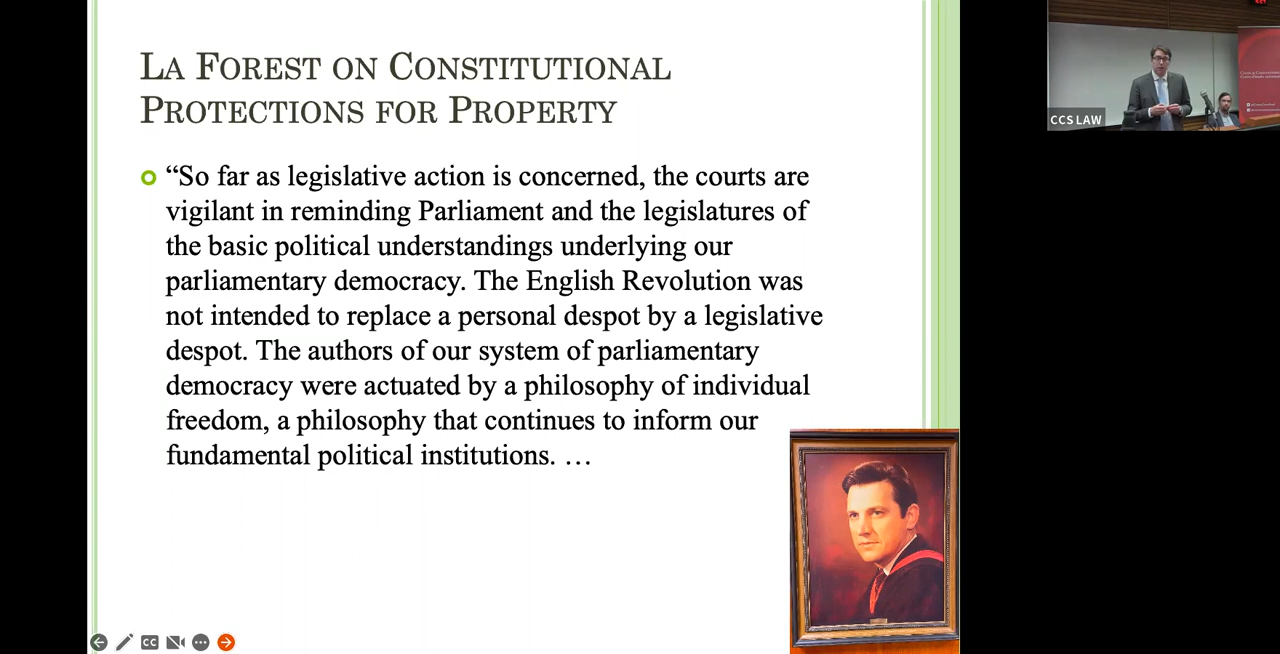 LA FOREST ON CONSTITUTIONAL
PROTECTIONS FOR PROPERTY
“So far as legislative action is concerned, the courts are
vigilant in reminding Parliament and the legislatures of
the basic political understandings underlying our
parliamentary democracy. The English Revolution was
not intended to replace a personal despot by a legislative
despot. The authors of our system of parliamentary
democracy were actuated by a philosophy of individual
freedom, a philosophy that continues to inform our
fundamental political institutions. …
CCS LAW
CC